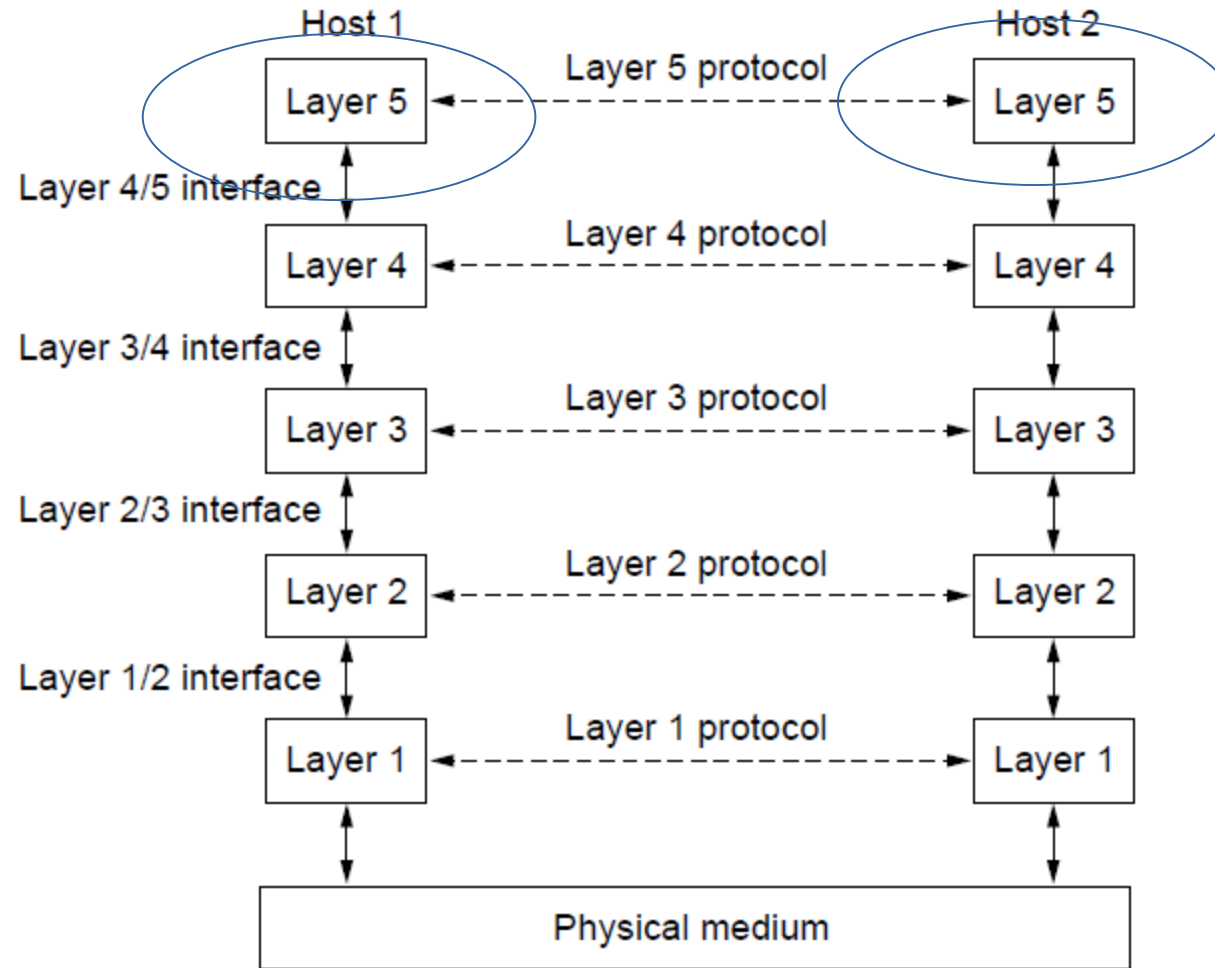 Host 1
Host 2
Layer 5
Layer 5 protocol
Layer 5
Layer 4/5 interface
Layer 4
Layer 4 protocol
Layer 4
Layer 3/4 interface
Layer 3
Layer 3 protocol
Layer 3
Layer 2/3 interface
Layer 2
Layer 2 protocol
Layer 2
Layer 1/2 interface
Layer 1
Layer 1 protocol
Layer 1
Physical medium